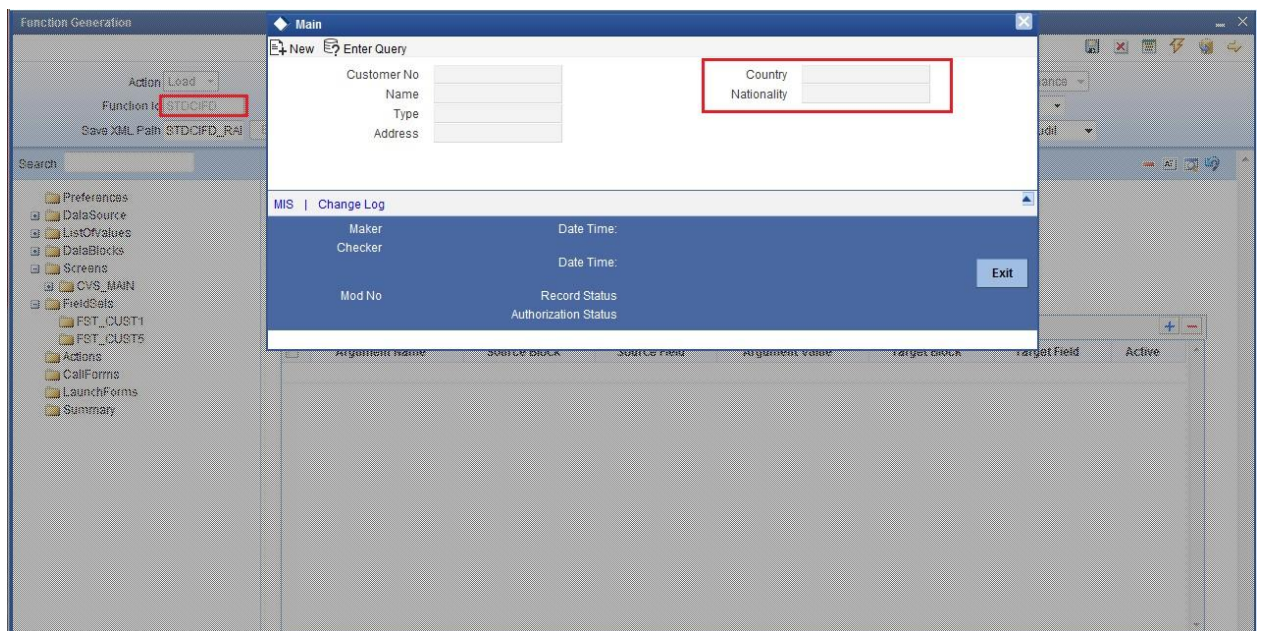 Function Generation
Main
New Enter Query
Customer No
Name
Type
Address
Country
Nationality
Action Load
Function Id STDCIFD
Save XML Path STDCIFD_RAI
Search
Preferences
DataSource
ListOfValues
DataBlocks
Screens
CVS_MAIN
FieldSets
FST_CUST1
FST_CUST5
Actions
CallForms
LaunchForms
Summary
MIS | Change Log
Maker Date Time:
Checker
Date Time:
Exit
Mod No Record Status
Authorization Status
Argument Name Source Block Source Field Argument Value Target Block Target Field Active